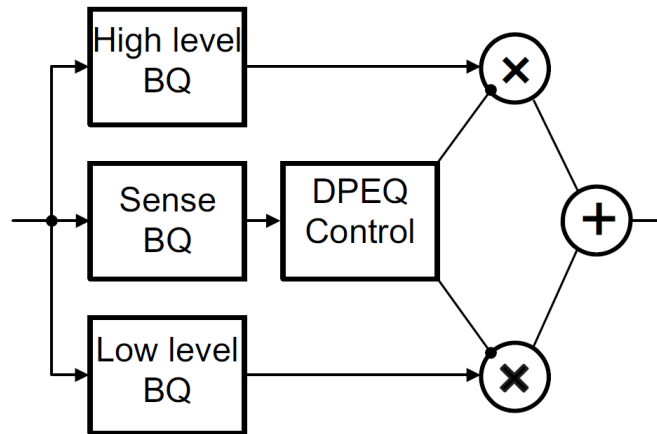 High level
BQ
×
Sense
BQ
DPEQ
Control
+
Low level
BQ
×